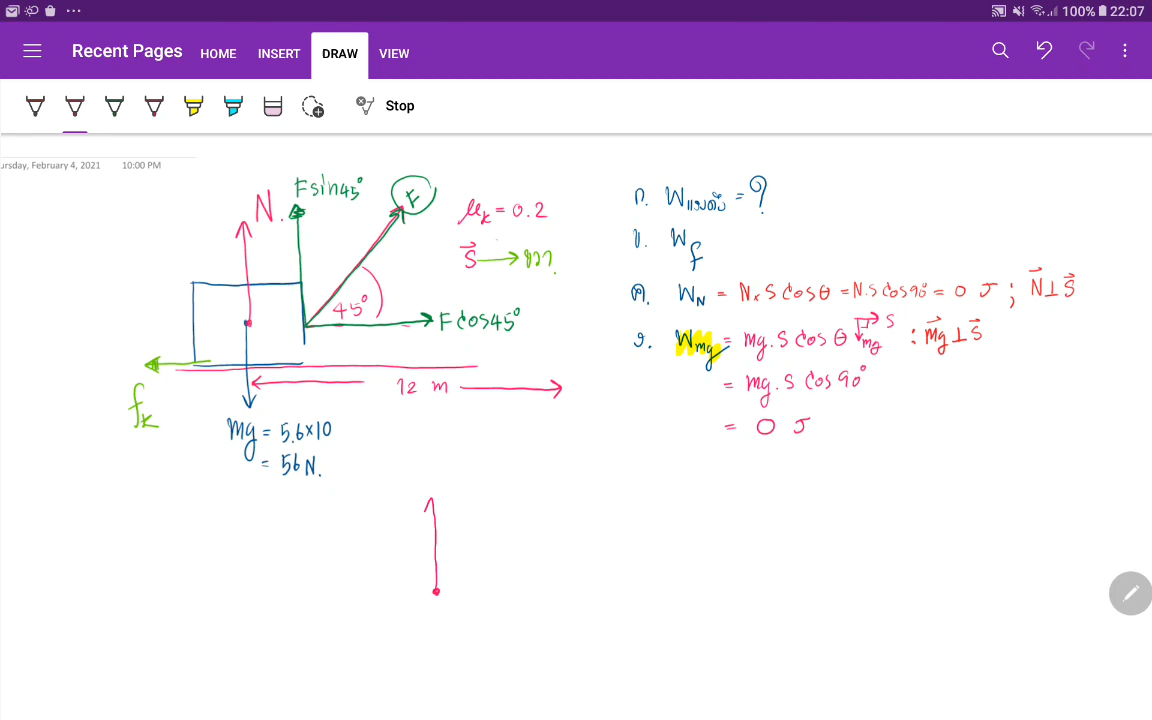 100% 22:07
Recent Pages HOME INSERT DRAW VIEW
Stop
ursday, February 4, 2021 10:00 PM
N
F sin45°
F
μk = 0.2
S⃗ → ขวา
45°
F cos45°
fk
12 m
mg = 5.6×10
= 56 N.
ก. Wแรงดึง = ?
ข. Wf
ค. WN = N×S cosθ = N.S cos90° = 0 J ; N⃗⊥S⃗
ง. Wmg = mg.S cosθ S mg : mg⃗⊥S⃗
= mg.S cos90°
= 0 J